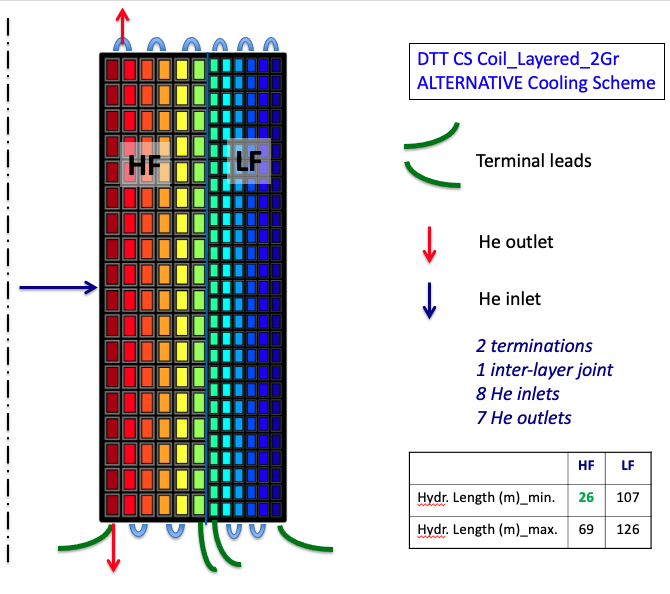 DTT CS Coil_Layered_2Gr
ALTERNATIVE Cooling Scheme
HF
LF
Terminal leads
He outlet
He inlet
2 terminations
1 inter-layer joint
8 He inlets
7 He outlets
HF LF
Hydr. Length (m)_min. 26 107
Hydr. Length (m)_max. 69 126